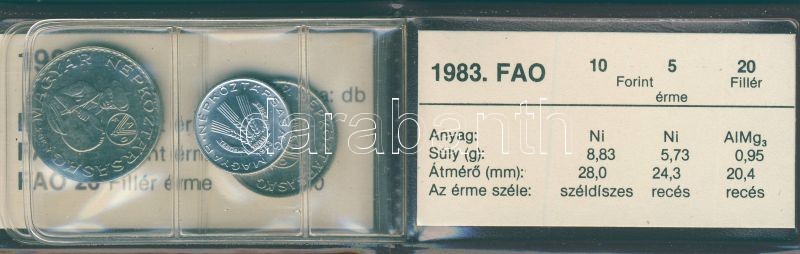 MAGYAR NÉPKÖZTÁRSASÁG
MAGYAR NÉPKÖZTÁRSASÁG
db
érme
FAO 20 Fillér érme
darabanth
1983. FAO 10 5 20
Forint Fillér
érme
Anyag: Ni Ni AlMg3
Súly (g): 8,83 5,73 0,95
Átmérő (mm): 28,0 24,3 20,4
Az érme széle: széldíszes recés recés